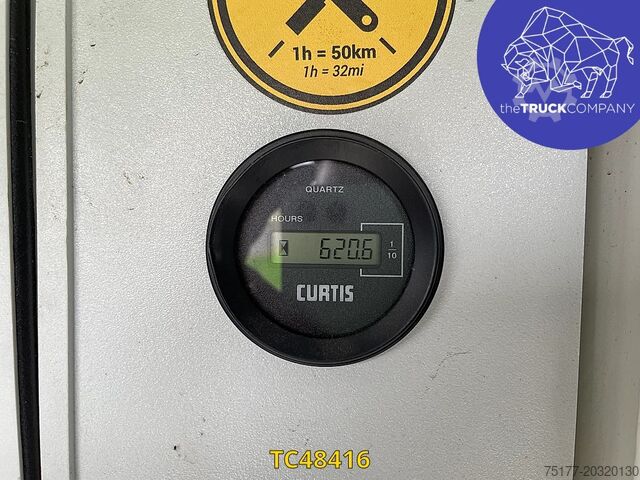 1h = 50km
1h = 32mi
theTRUCKCOMPANY
QUARTZ
HOURS
620.6
1
10
CURTIS
TC48416
75177-20320130